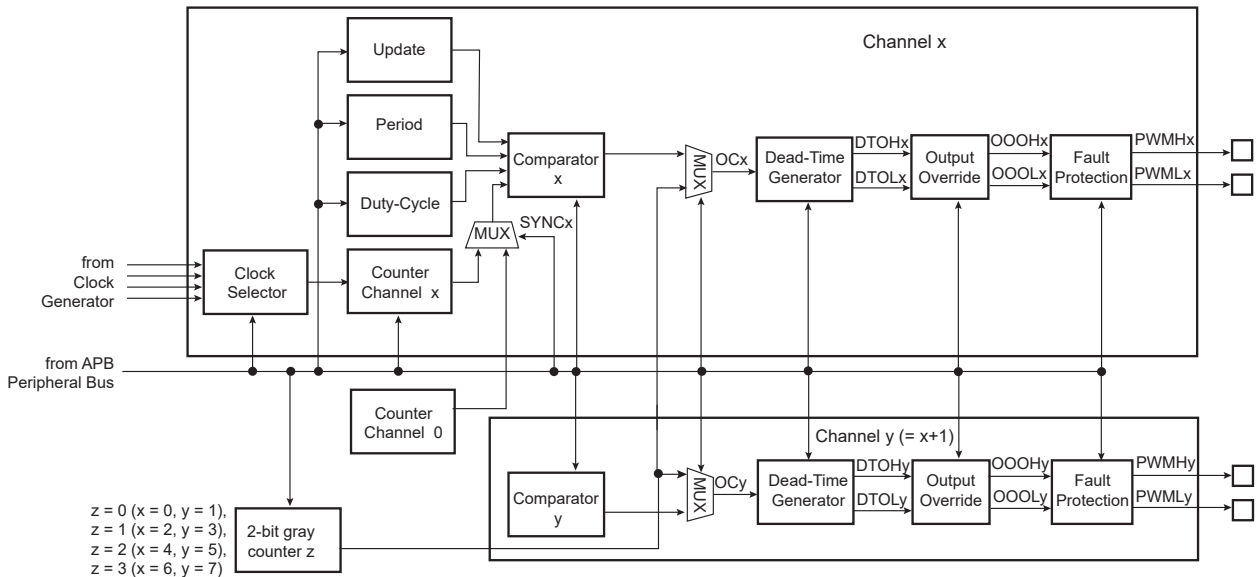 Channel x
Update
Period
Duty-Cycle
Comparator
x
MUX
SYNCx
MUX
OCx
Dead-Time
Generator
DTOHx
DTOLx
Output
Override
OOOHx
OOOLx
Fault
Protection
PWMHx
PWMLx
from
Clock
Generator
Clock
Selector
Counter
Channel x
from APB
Peripheral Bus
Counter
Channel 0
Channel y (= x+1)
Comparator
y
MUX
OCy
Dead-Time
Generator
DTOHy
DTOLy
Output
Override
OOOHy
OOOLy
Fault
Protection
PWMHy
PWMLy
z = 0 (x = 0, y = 1),
z = 1 (x = 2, y = 3),
z = 2 (x = 4, y = 5),
z = 3 (x = 6, y = 7)
2-bit gray
counter z